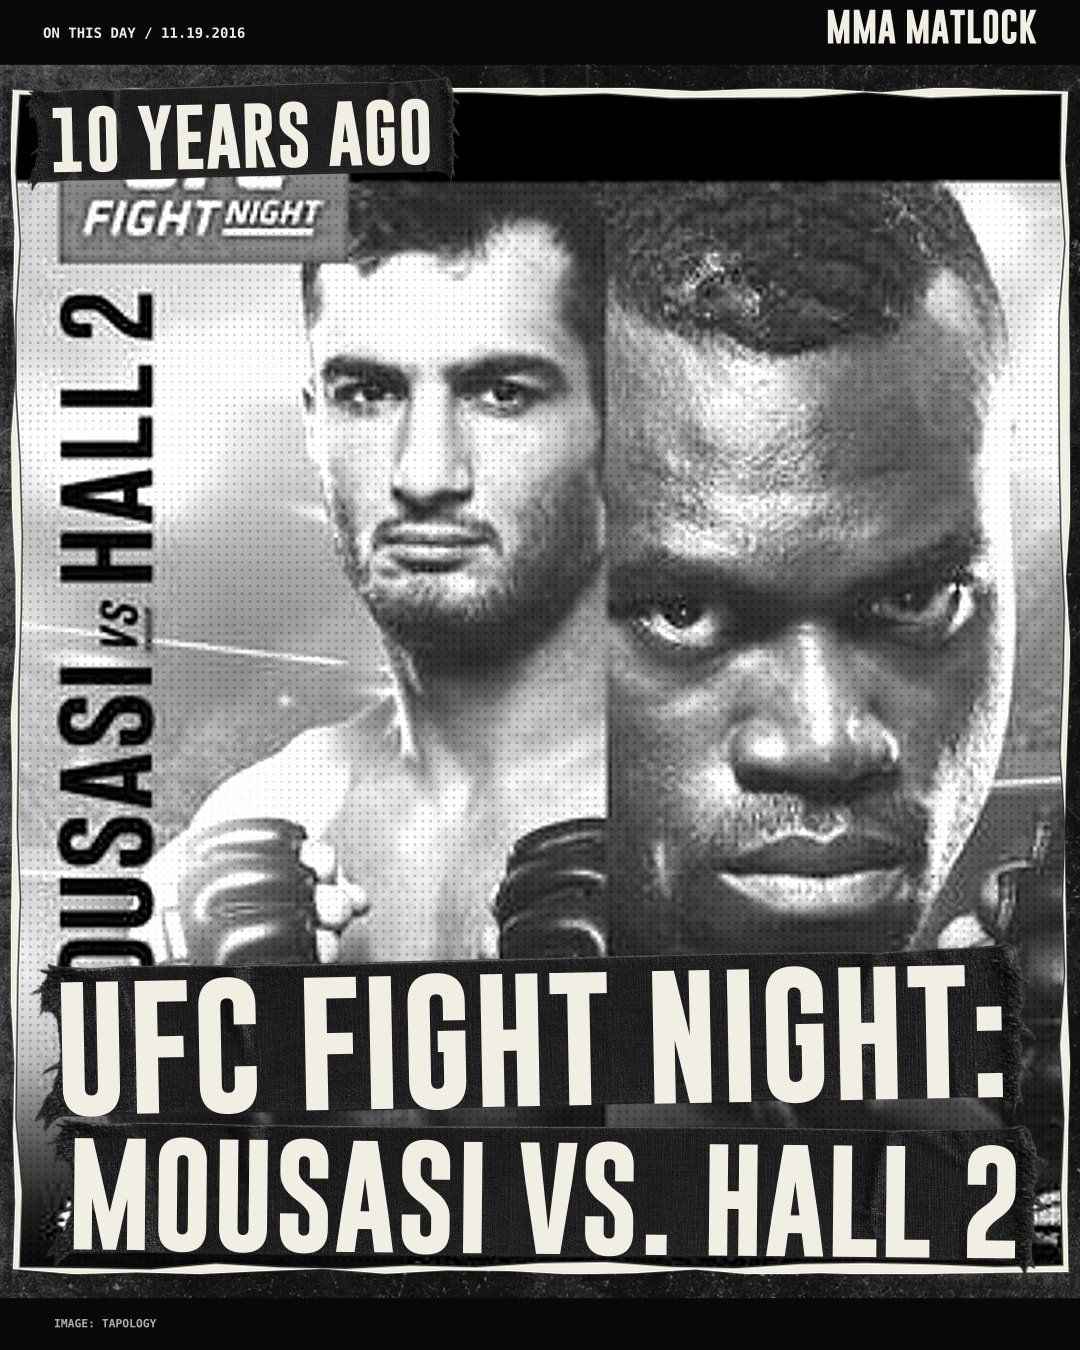 ON THIS DAY / 11.19.2016
MMA MATLOCK
10 YEARS AGO
FIGHT NIGHT
VS HALL 2
UFC FIGHT NIGHT:
MOUSASI VS. HALL 2
IMAGE: TAPOLOGY